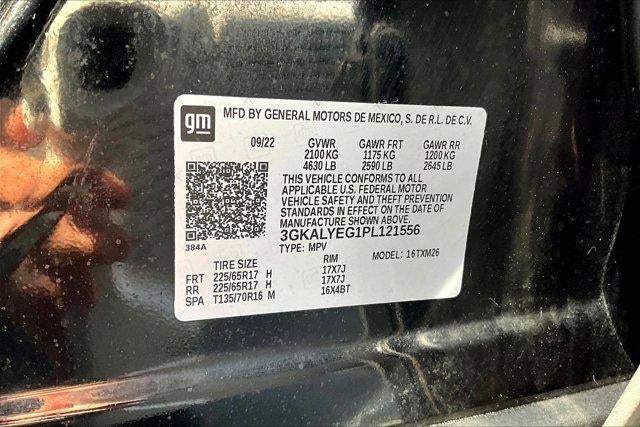 gm
MFD BY GENERAL MOTORS DE MEXICO, S. DE R.L. DE C.V.
09/22 GVWR GAWR FRT GAWR RR
2100 KG 1175 KG 1200 KG
4630 LB 2590 LB 2645 LB
THIS VEHICLE CONFORMS TO ALL
APPLICABLE U.S. FEDERAL MOTOR
VEHICLE SAFETY AND THEFT PREVENTION
STANDARDS IN EFFECT ON THE DATE OF
MANUFACTURE SHOWN ABOVE.
3GKALYEG1PL121556
384A
TYPE: MPV
MODEL: 16TXM26
TIRE SIZE RIM
FRT 225/65R17 H 17X7J
RR 225/65R17 H 17X7J
SPA T135/70R16 M 16X4BT